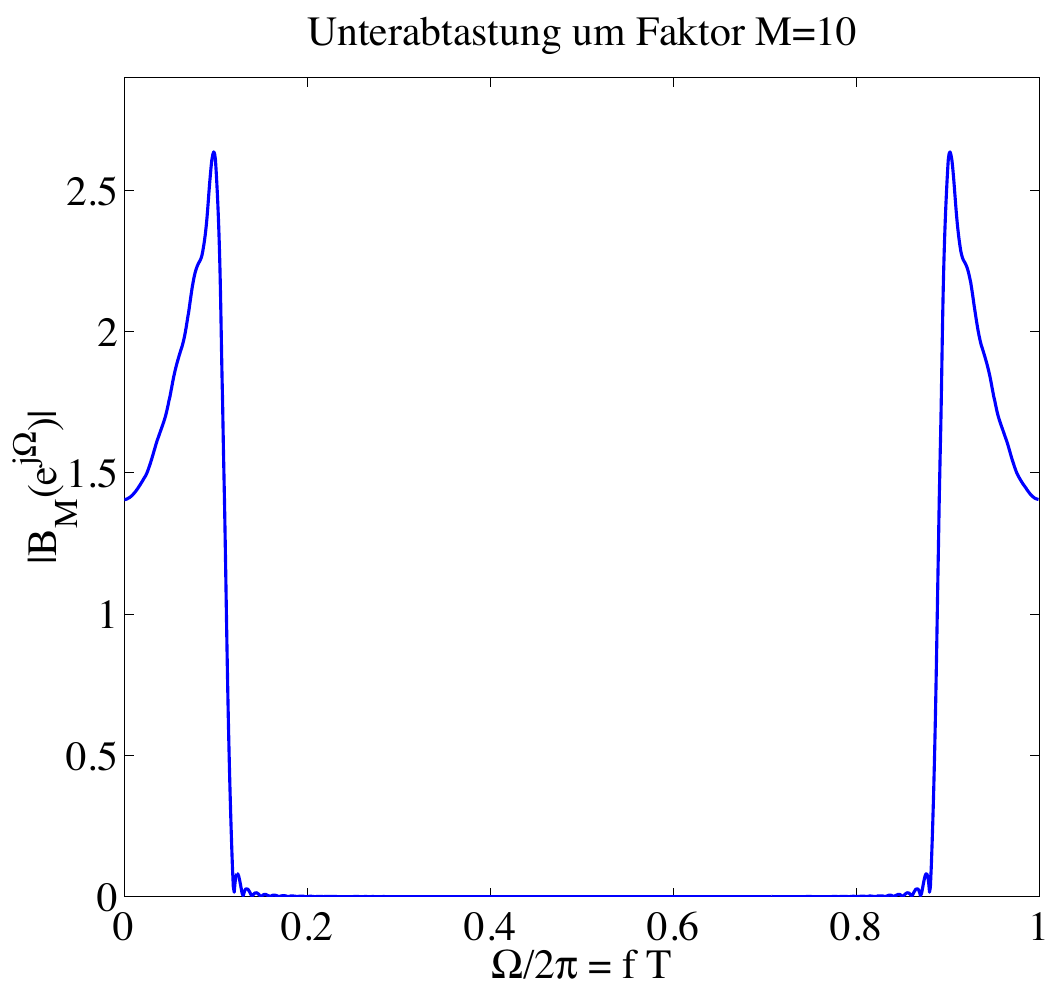 Unterabtastung um Faktor M=10
|B_M(e^{jΩ})|
2.5
2
1.5
1
0.5
0
0 0.2 0.4 0.6 0.8 1
Ω/2π = f T